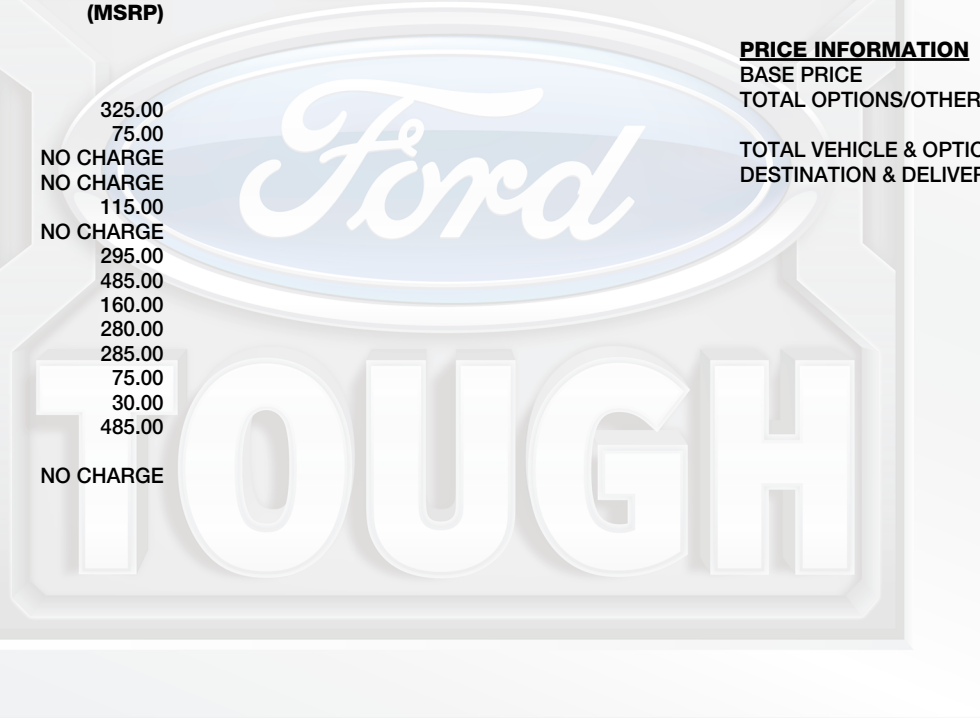 (MSRP)
325.00
75.00
NO CHARGE
NO CHARGE
115.00
NO CHARGE
295.00
485.00
160.00
280.00
285.00
75.00
30.00
485.00
NO CHARGE
PRICE INFORMATION
BASE PRICE
TOTAL OPTIONS/OTHER
TOTAL VEHICLE & OPTIO
DESTINATION & DELIVER
Ford
TOUGH